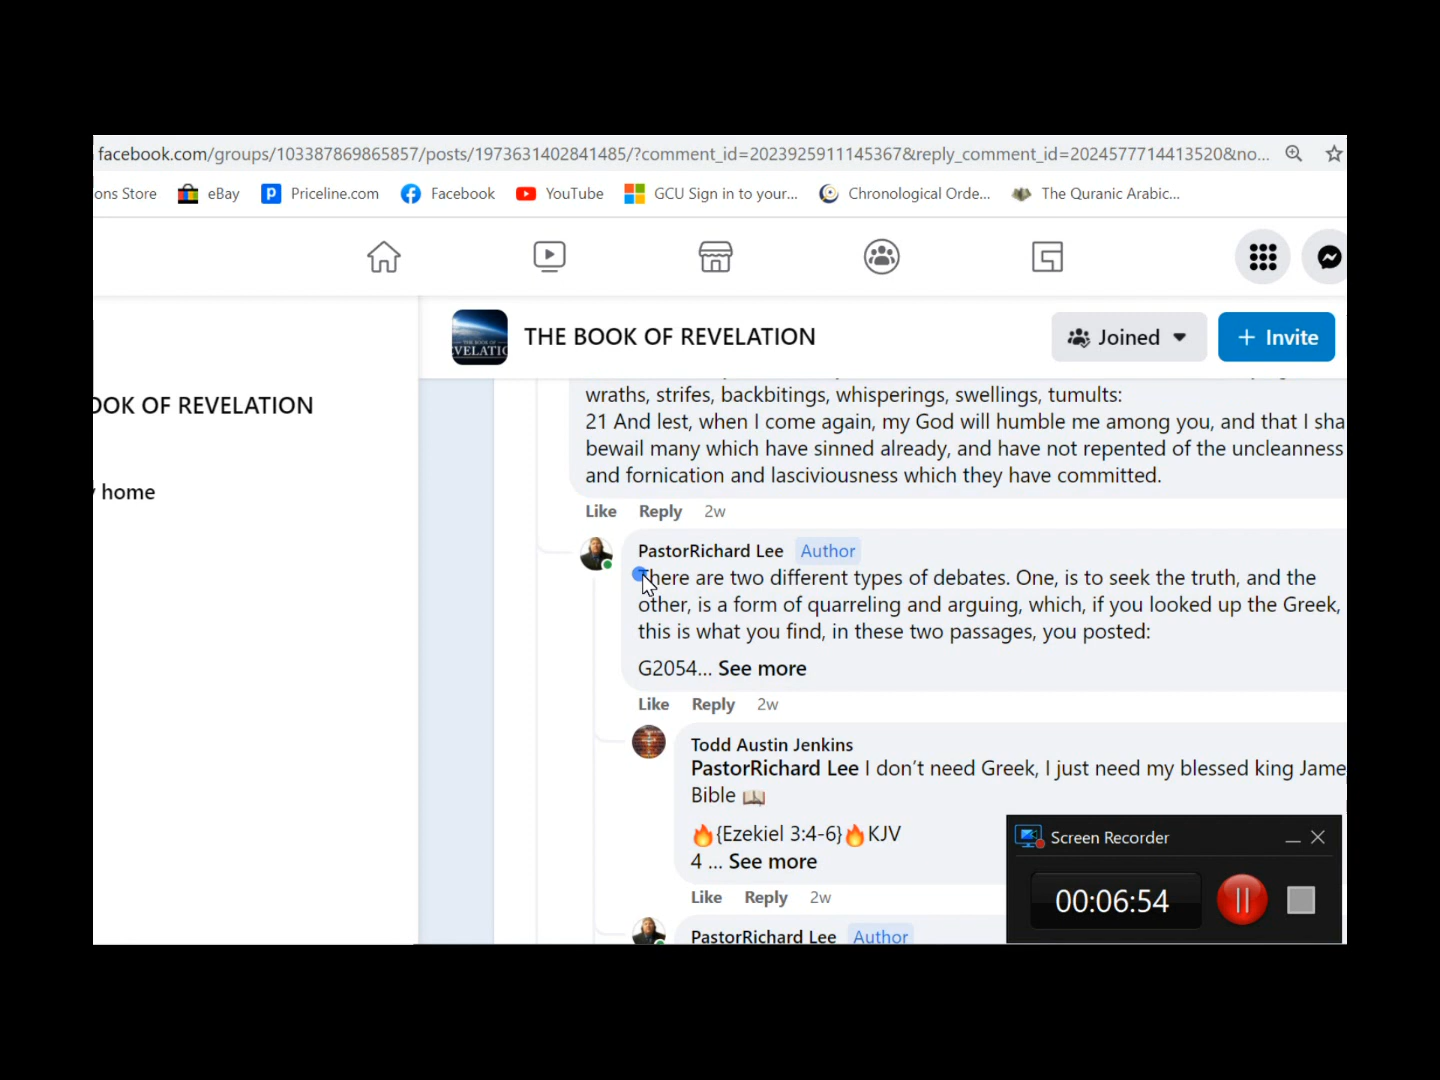 facebook.com/groups/103387869865857/posts/1973631402841485/?comment_id=2023925911145367&reply_comment_id=2024577714413520&no...
ons Store eBay Priceline.com Facebook YouTube GCU Sign in to your... Chronological Orde... The Quranic Arabic...
THE BOOK OF REVELATION Joined + Invite
OOK OF REVELATION
home
wraths, strifes, backbitings, whisperings, swellings, tumults:
21 And lest, when I come again, my God will humble me among you, and that I sha
bewail many which have sinned already, and have not repented of the uncleanness
and fornication and lasciviousness which they have committed.
Like Reply 2w
PastorRichard Lee Author
There are two different types of debates. One, is to seek the truth, and the
other, is a form of quarreling and arguing, which, if you looked up the Greek,
this is what you find, in these two passages, you posted:
G2054... See more
Like Reply 2w
Todd Austin Jenkins
PastorRichard Lee I don't need Greek, I just need my blessed king Jame
Bible 📖
🔥{Ezekiel 3:4-6}🔥KJV
4 ... See more
Like Reply 2w
PastorRichard Lee Author
Screen Recorder
00:06:54